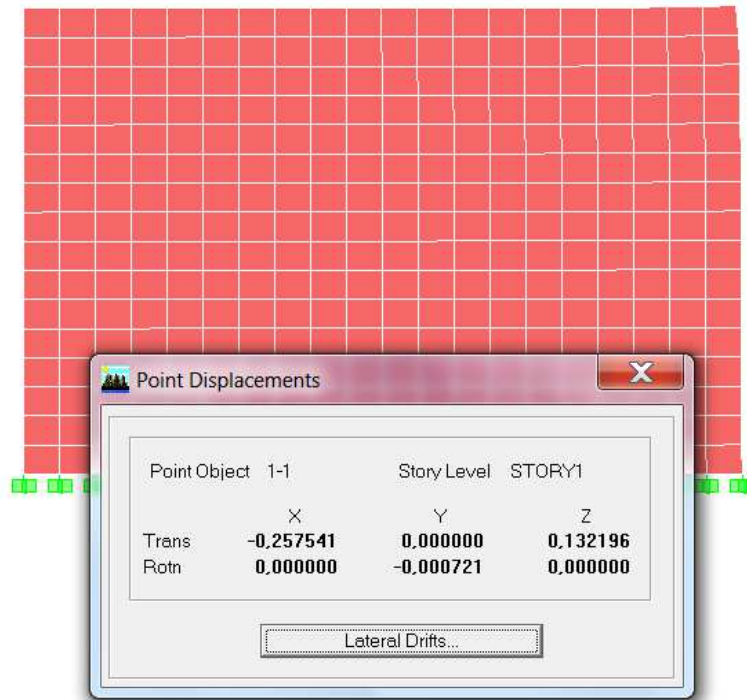 Point Displacements
Point Object 1-1 Story Level STORY1
X Y Z
Trans -0,257541 0,000000 0,132196
Rotn 0,000000 -0,000721 0,000000
Lateral Drifts...